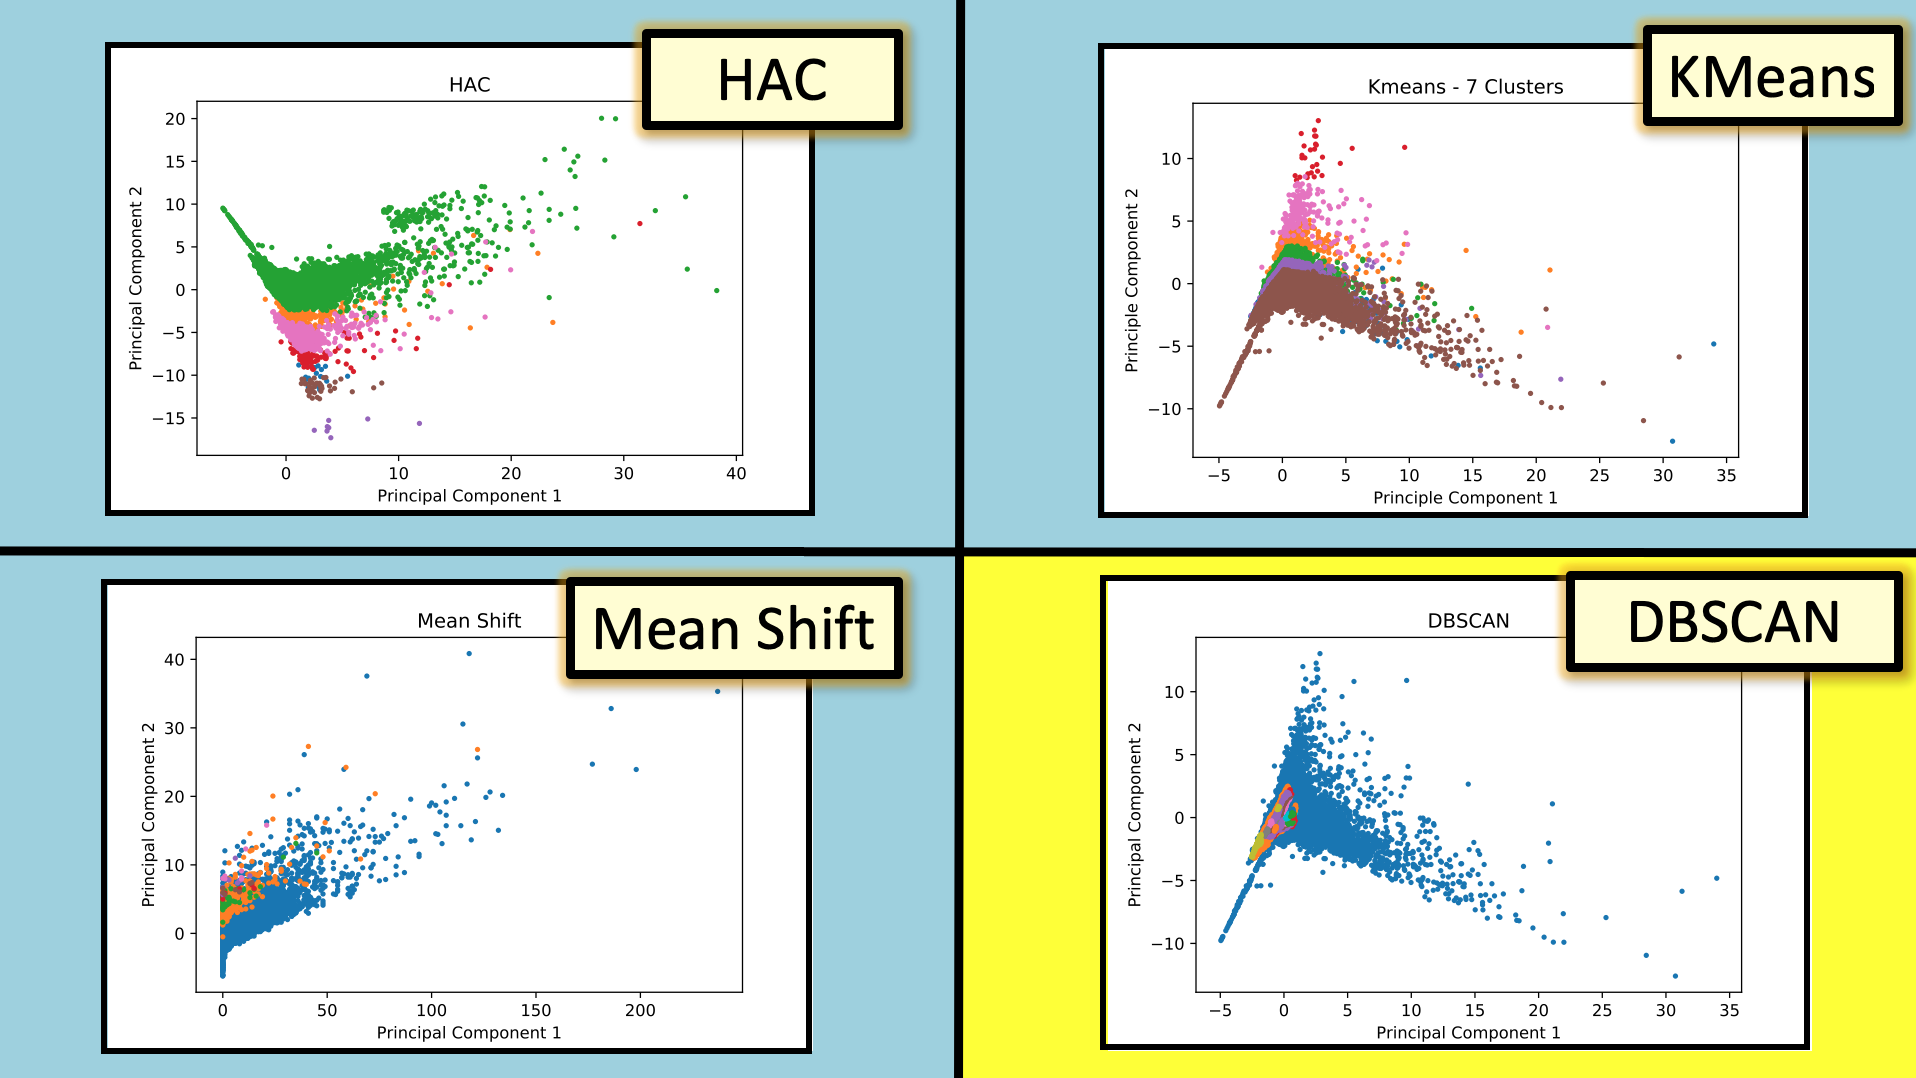 HAC
HAC
20
15
10
5
0
−5
−10
−15
Principal Component 2
0 10 20 30 40
Principal Component 1
KMeans
Kmeans - 7 Clusters
10
5
0
−5
−10
Principle Component 2
−5 0 5 10 15 20 25 30 35
Principle Component 1
Mean Shift
Mean Shift
40
30
20
10
0
Principal Component 2
0 50 100 150 200
Principal Component 1
DBSCAN
DBSCAN
10
5
0
−5
−10
Principal Component 2
−5 0 5 10 15 20 25 30 35
Principal Component 1